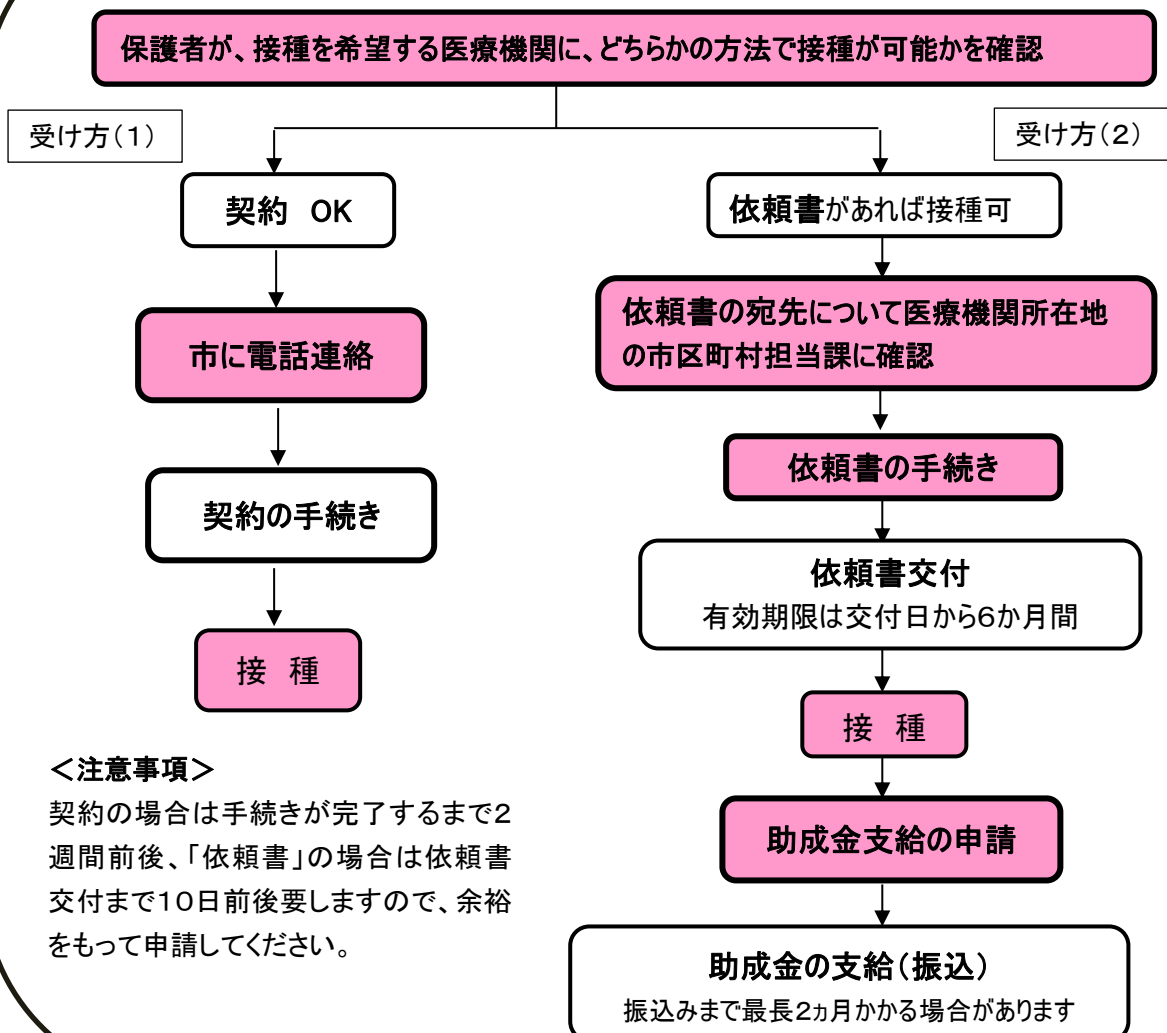 保護者が、接種を希望する医療機関に、どちらかの方法で接種が可能かを確認
受け方(1)
受け方(2)
契約 OK
依頼書があれば接種可
市に電話連絡
依頼書の宛先について医療機関所在地
の市区町村担当課に確認
契約の手続き
依頼書の手続き
依頼書交付
有効期限は交付日から6か月間
接 種
接 種
<注意事項>
契約の場合は手続きが完了するまで2
週間前後、「依頼書」の場合は依頼書
交付まで10日前後要しますので、余裕
をもって申請してください。
助成金支給の申請
助成金の支給(振込)
振込みまで最長2ヵ月かかる場合があります